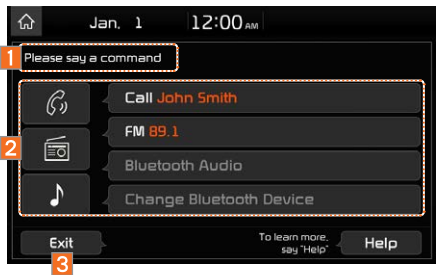 Jan. 1 12:00 AM
1
Please say a command
2
Call John Smith
FM 89.1
Bluetooth Audio
Change Bluetooth Device
Exit
To learn more,
say "Help"
Help
3